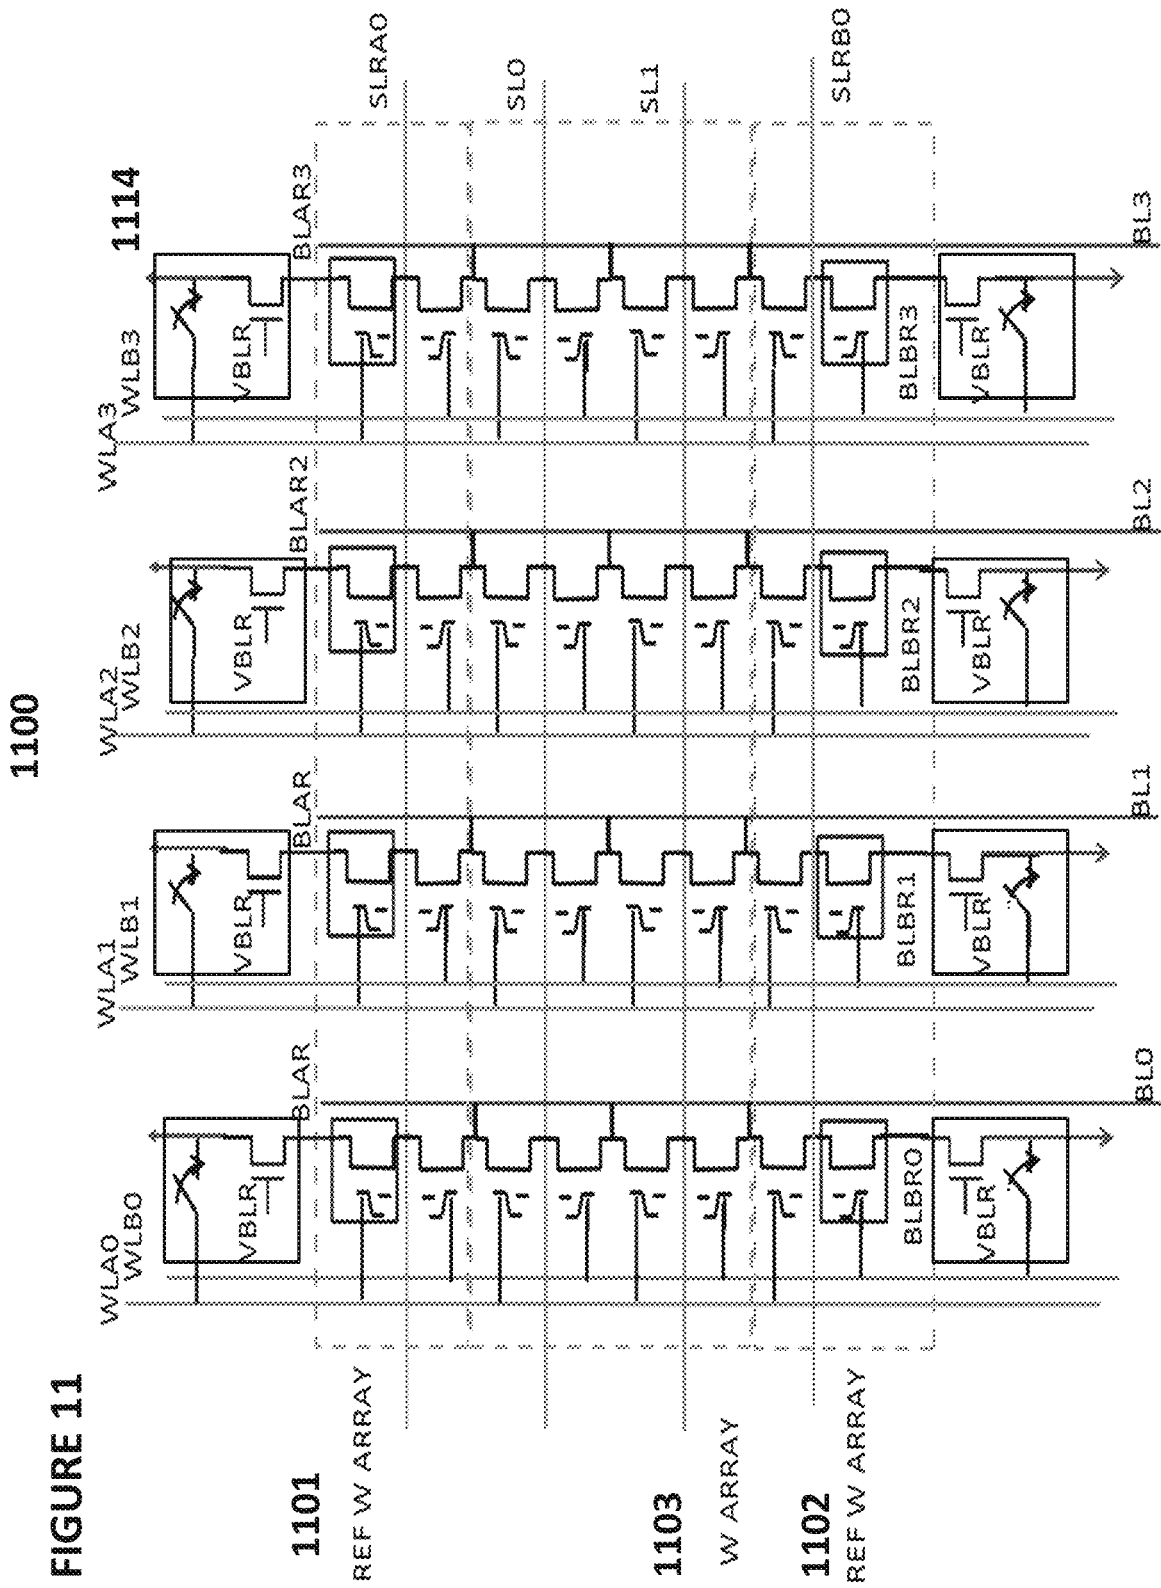 FIGURE 11
1100
1101
REF W ARRAY
1103
W ARRAY
1102
REF W ARRAY
1114
WLA0
WLB0
WLA1
WLB1
WLA2
WLB2
WLA3
WLB3
VBLR
VBLR
VBLR
VBLR
BLAR
BLAR
BLAR2
BLAR3
SLRA0
SL0
SL1
SLRB0
BLBR0
BLBR1
BLBR2
BLBR3
VBLR
VBLR
VBLR
VBLR
BL0
BL1
BL2
BL3